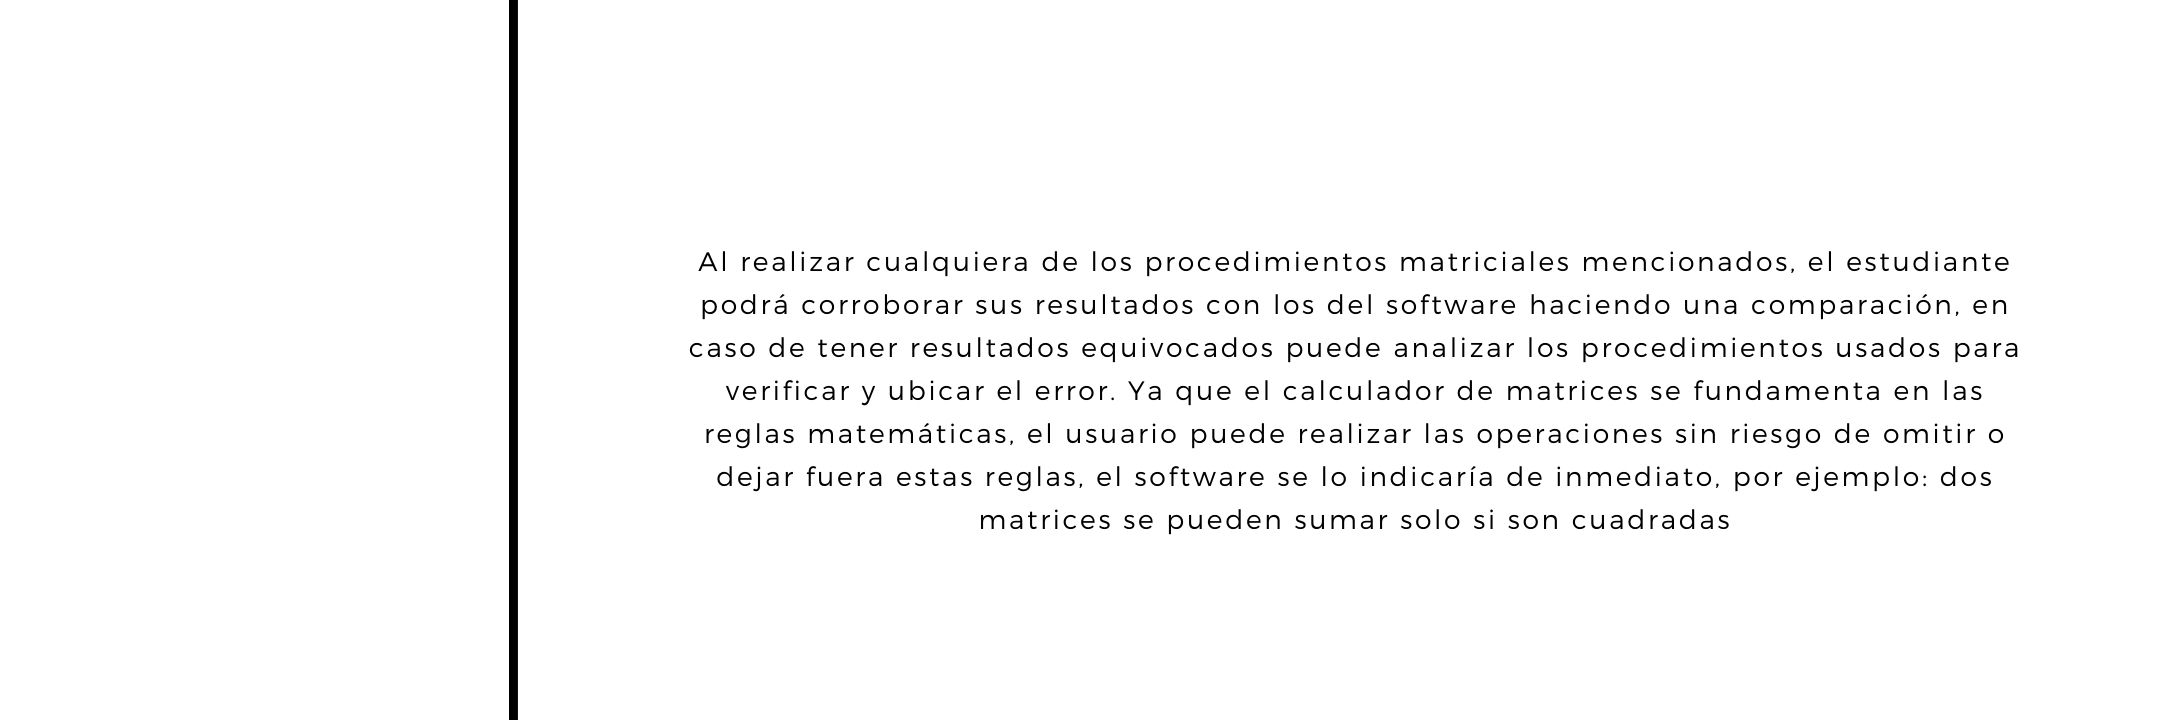 Al realizar cualquiera de los procedimientos matriciales mencionados, el estudiante
podrá corroborar sus resultados con los del software haciendo una comparación, en
caso de tener resultados equivocados puede analizar los procedimientos usados para
verificar y ubicar el error. Ya que el calculador de matrices se fundamenta en las
reglas matemáticas, el usuario puede realizar las operaciones sin riesgo de omitir o
dejar fuera estas reglas, el software se lo indicaría de inmediato, por ejemplo: dos
matrices se pueden sumar solo si son cuadradas